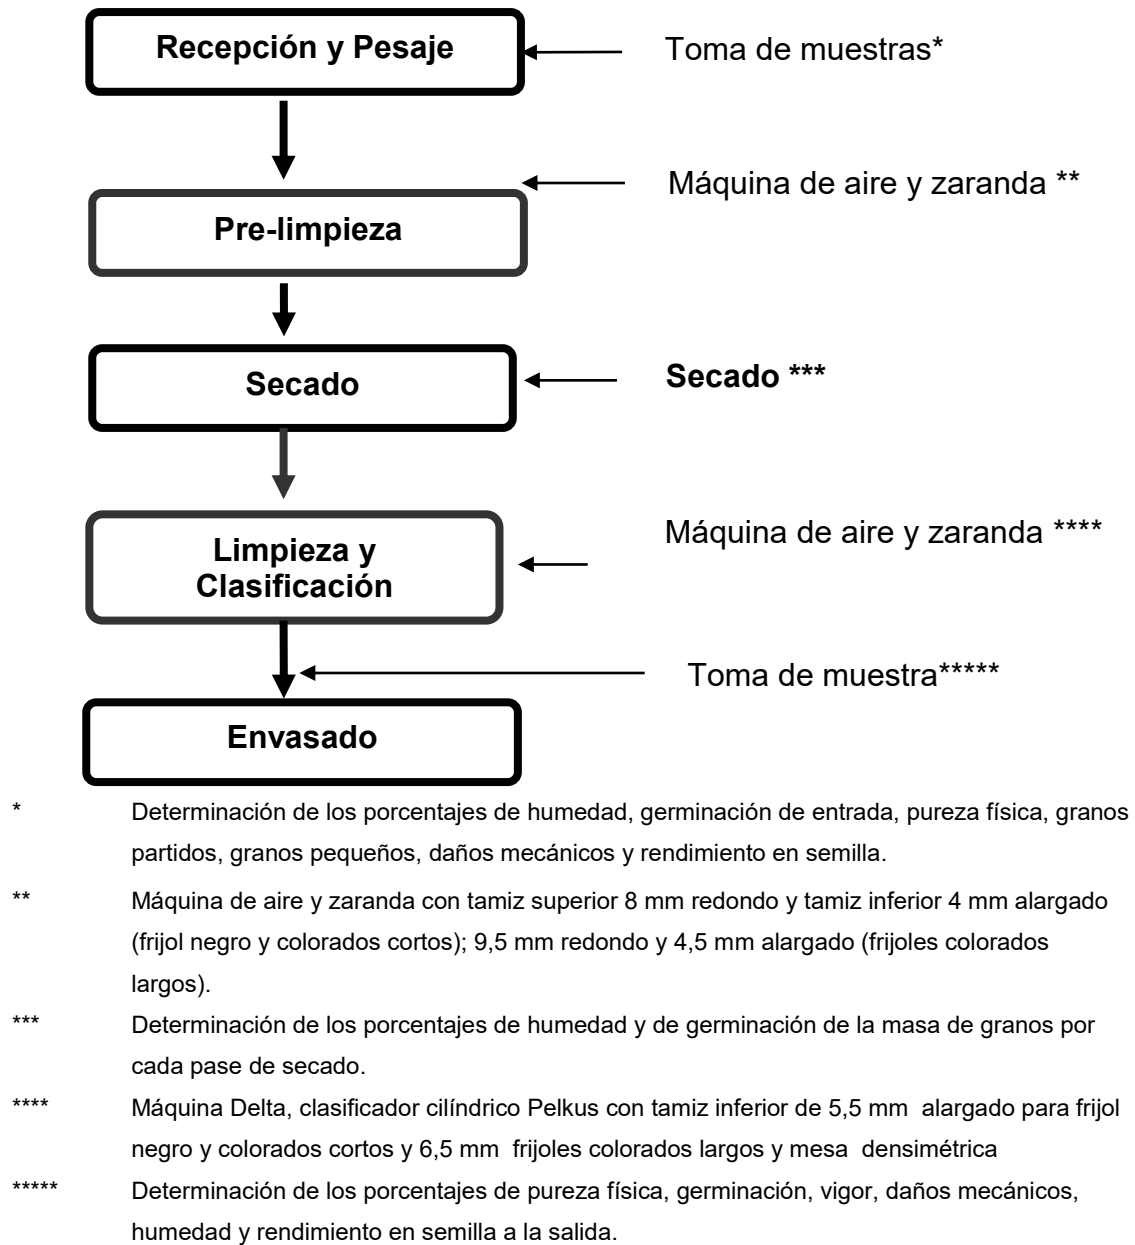 Recepción y Pesaje
Toma de muestras*
Máquina de aire y zaranda **
Pre-limpieza
Secado
Secado ***
Limpieza y
Clasificación
Máquina de aire y zaranda ****
Toma de muestra*****
Envasado
* Determinación de los porcentajes de humedad, germinación de entrada, pureza física, granos
partidos, granos pequeños, daños mecánicos y rendimiento en semilla.
** Máquina de aire y zaranda con tamiz superior 8 mm redondo y tamiz inferior 4 mm alargado
(frijol negro y colorados cortos); 9,5 mm redondo y 4,5 mm alargado (frijoles colorados
largos).
*** Determinación de los porcentajes de humedad y de germinación de la masa de granos por
cada pase de secado.
**** Máquina Delta, clasificador cilíndrico Pelkus con tamiz inferior de 5,5 mm alargado para frijol
negro y colorados cortos y 6,5 mm frijoles colorados largos y mesa densimétrica
***** Determinación de los porcentajes de pureza física, germinación, vigor, daños mecánicos,
humedad y rendimiento en semilla a la salida.